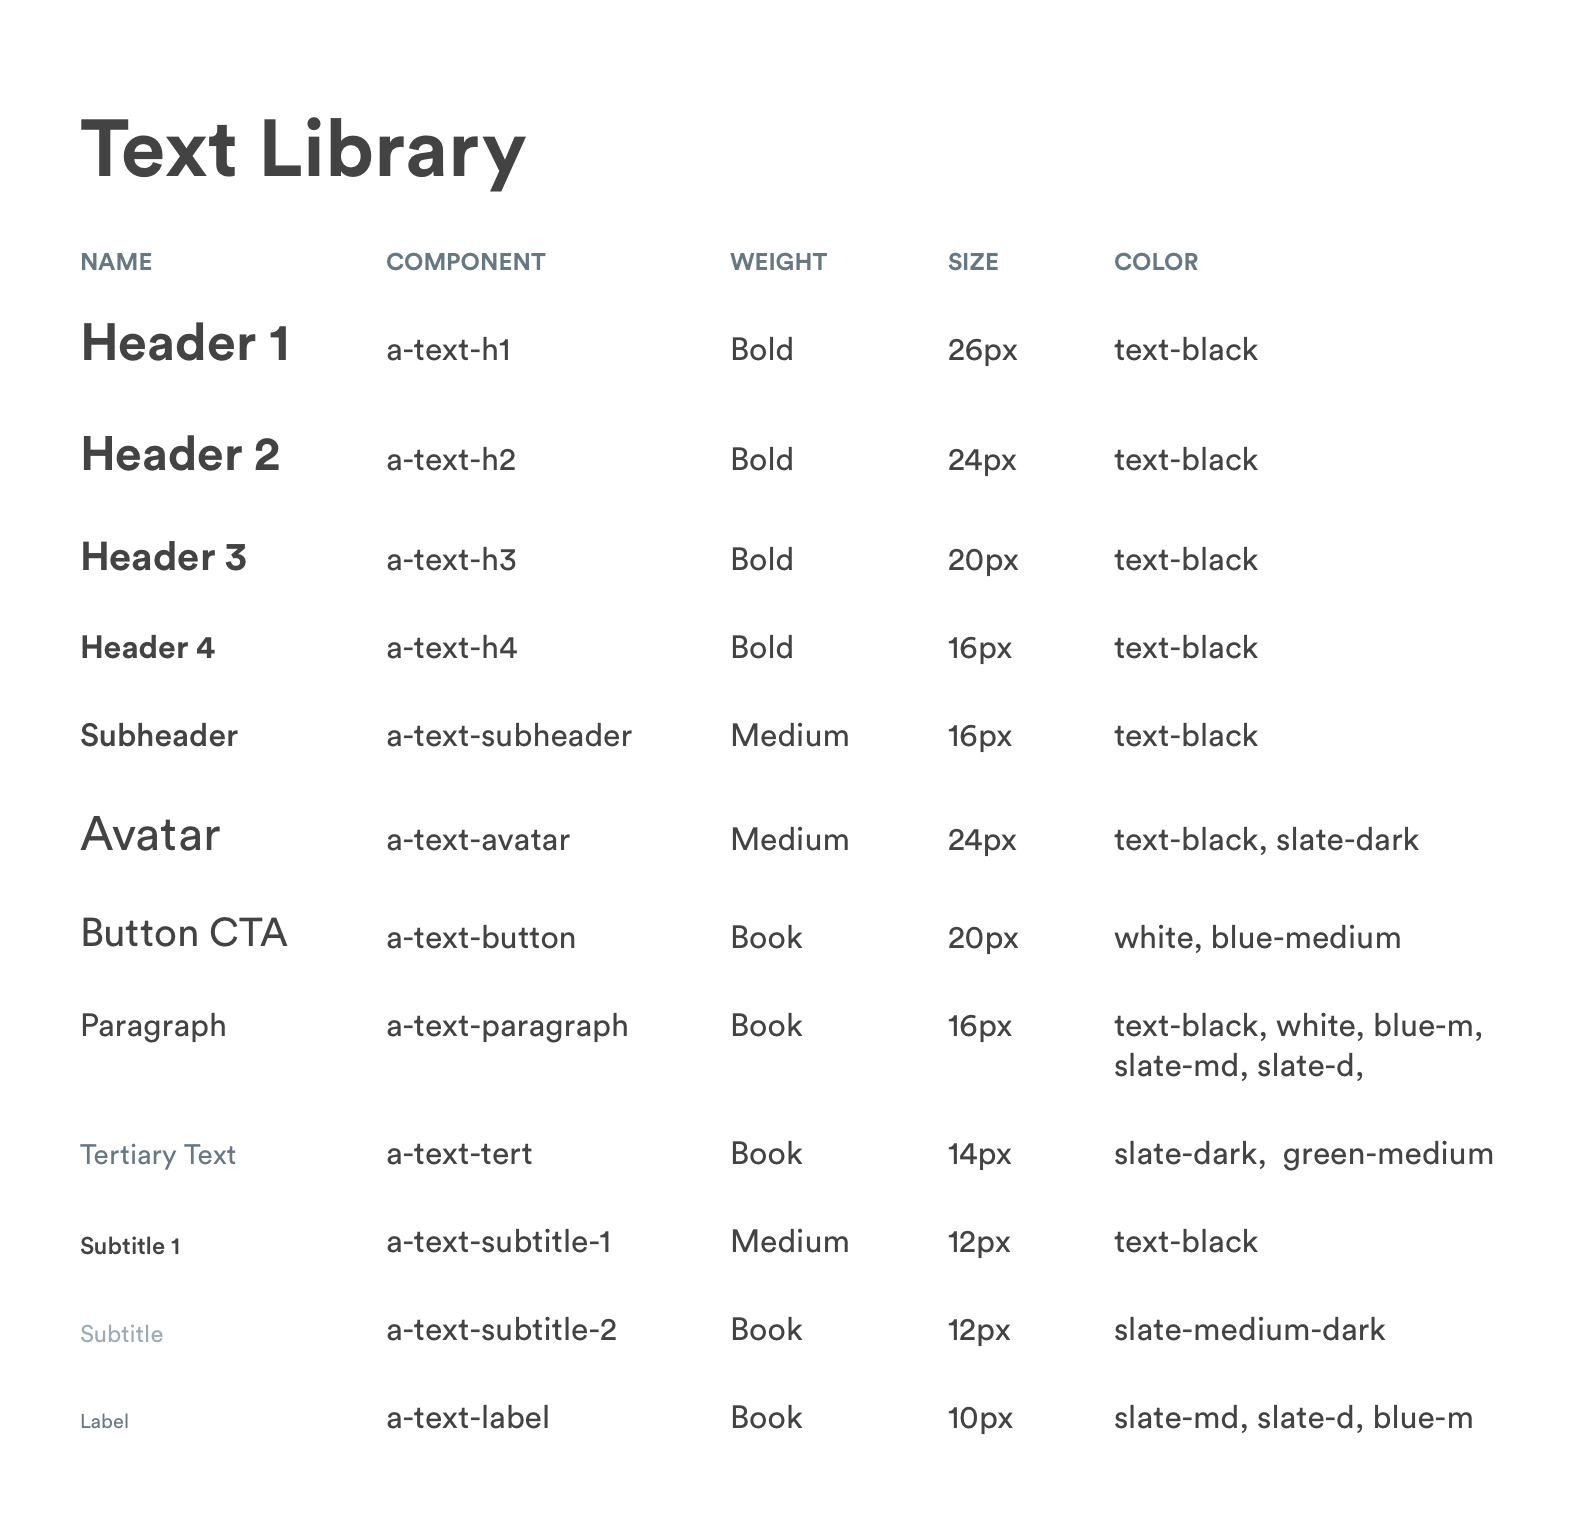 Text Library
NAME COMPONENT WEIGHT SIZE COLOR
Header 1 a-text-h1 Bold 26px text-black
Header 2 a-text-h2 Bold 24px text-black
Header 3 a-text-h3 Bold 20px text-black
Header 4 a-text-h4 Bold 16px text-black
Subheader a-text-subheader Medium 16px text-black
Avatar a-text-avatar Medium 24px text-black, slate-dark
Button CTA a-text-button Book 20px white, blue-medium
Paragraph a-text-paragraph Book 16px text-black, white, blue-m,
slate-md, slate-d,
Tertiary Text a-text-tert Book 14px slate-dark,  green-medium
Subtitle 1 a-text-subtitle-1 Medium 12px text-black
Subtitle a-text-subtitle-2 Book 12px slate-medium-dark
Label a-text-label Book 10px slate-md, slate-d, blue-m